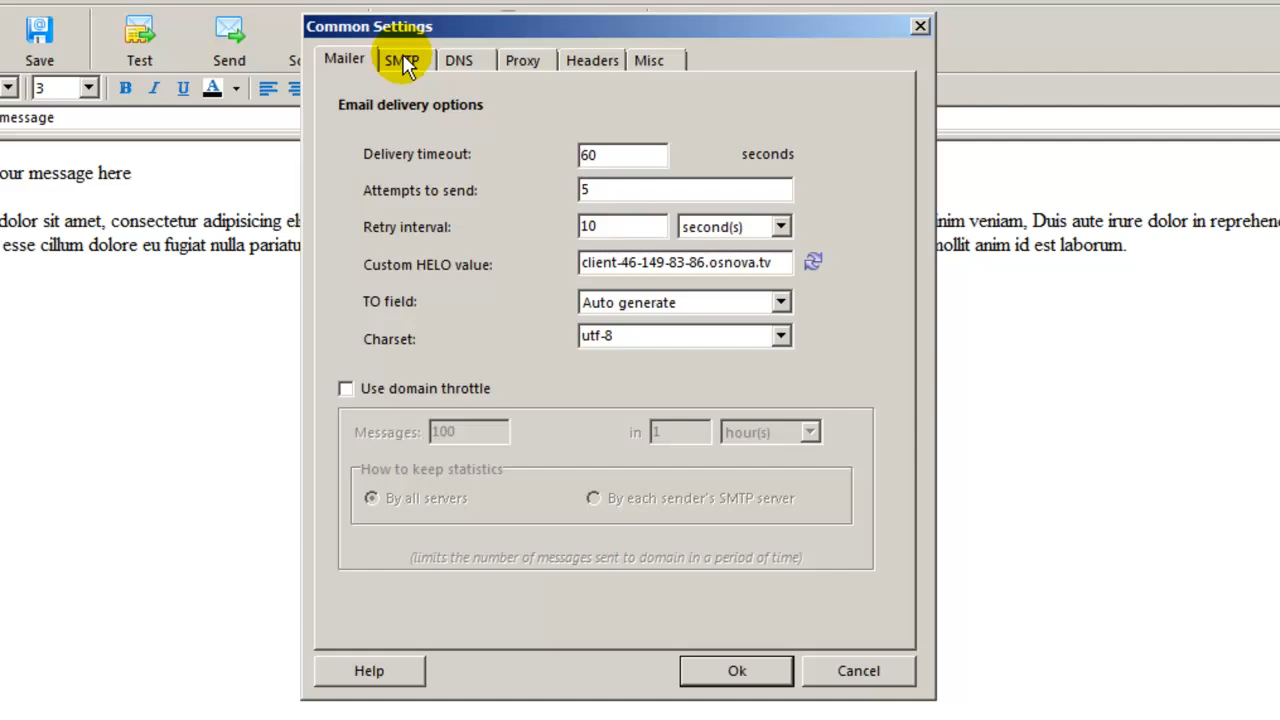 Common Settings
Save
Test
Send
Mailer
SMTP
DNS
Proxy
Headers
Misc
3
B I U A
message
Email delivery options
Delivery timeout: 60 seconds
Attempts to send: 5
Retry interval: 10 second(s)
Custom HELO value: client-46-149-83-86.osnova.tv
TO field: Auto generate
Charset: utf-8
our message here
dolor sit amet, consectetur adipisicing
inim veniam, Duis aute irure dolor in
esse cillum dolore eu fugiat nulla
mollit anim id est laborum.
Use domain throttle
Messages: 100 in 1 hour(s)
How to keep statistics
By all servers
By each sender's SMTP server
(limits the number of messages sent to domain in a period of time)
Help
Ok
Cancel